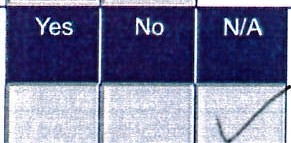 Yes No N/A
✓